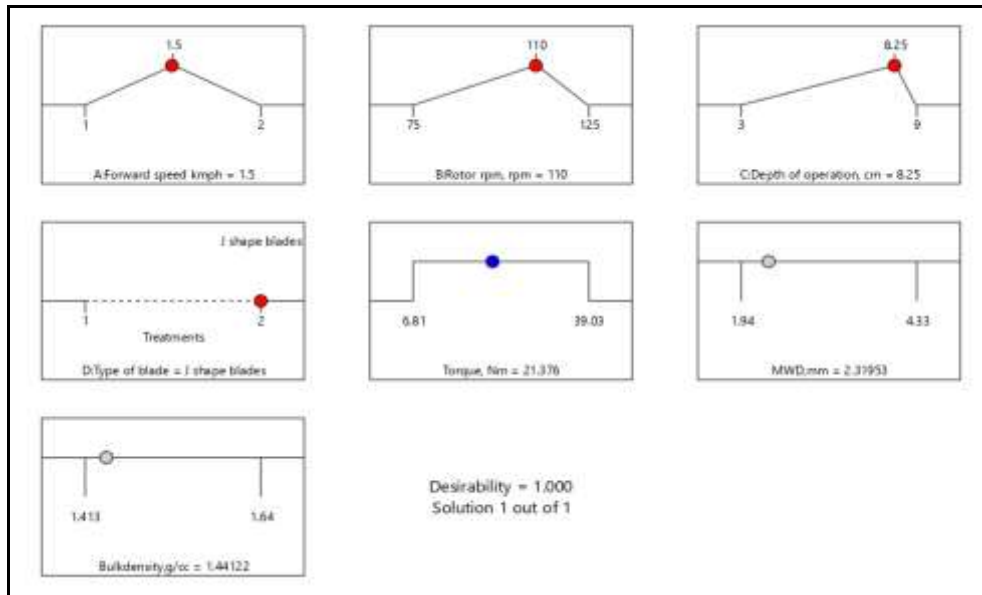 1.5
1
2
A:Forward speed kmph = 1.5
110
75
125
B:Rotor rpm, rpm = 110
8.25
3
9
C:Depth of operation, cm = 8.25
J shape blades
1
2
Treatments
D:Type of blade = J shape blades
6.81
39.03
Torque, Nm = 21.376
1.94
4.33
MWD,mm = 2.31953
1.413
1.64
Bulkdensity,g/cc = 1.44122
Desirability = 1.000
Solution 1 out of 1